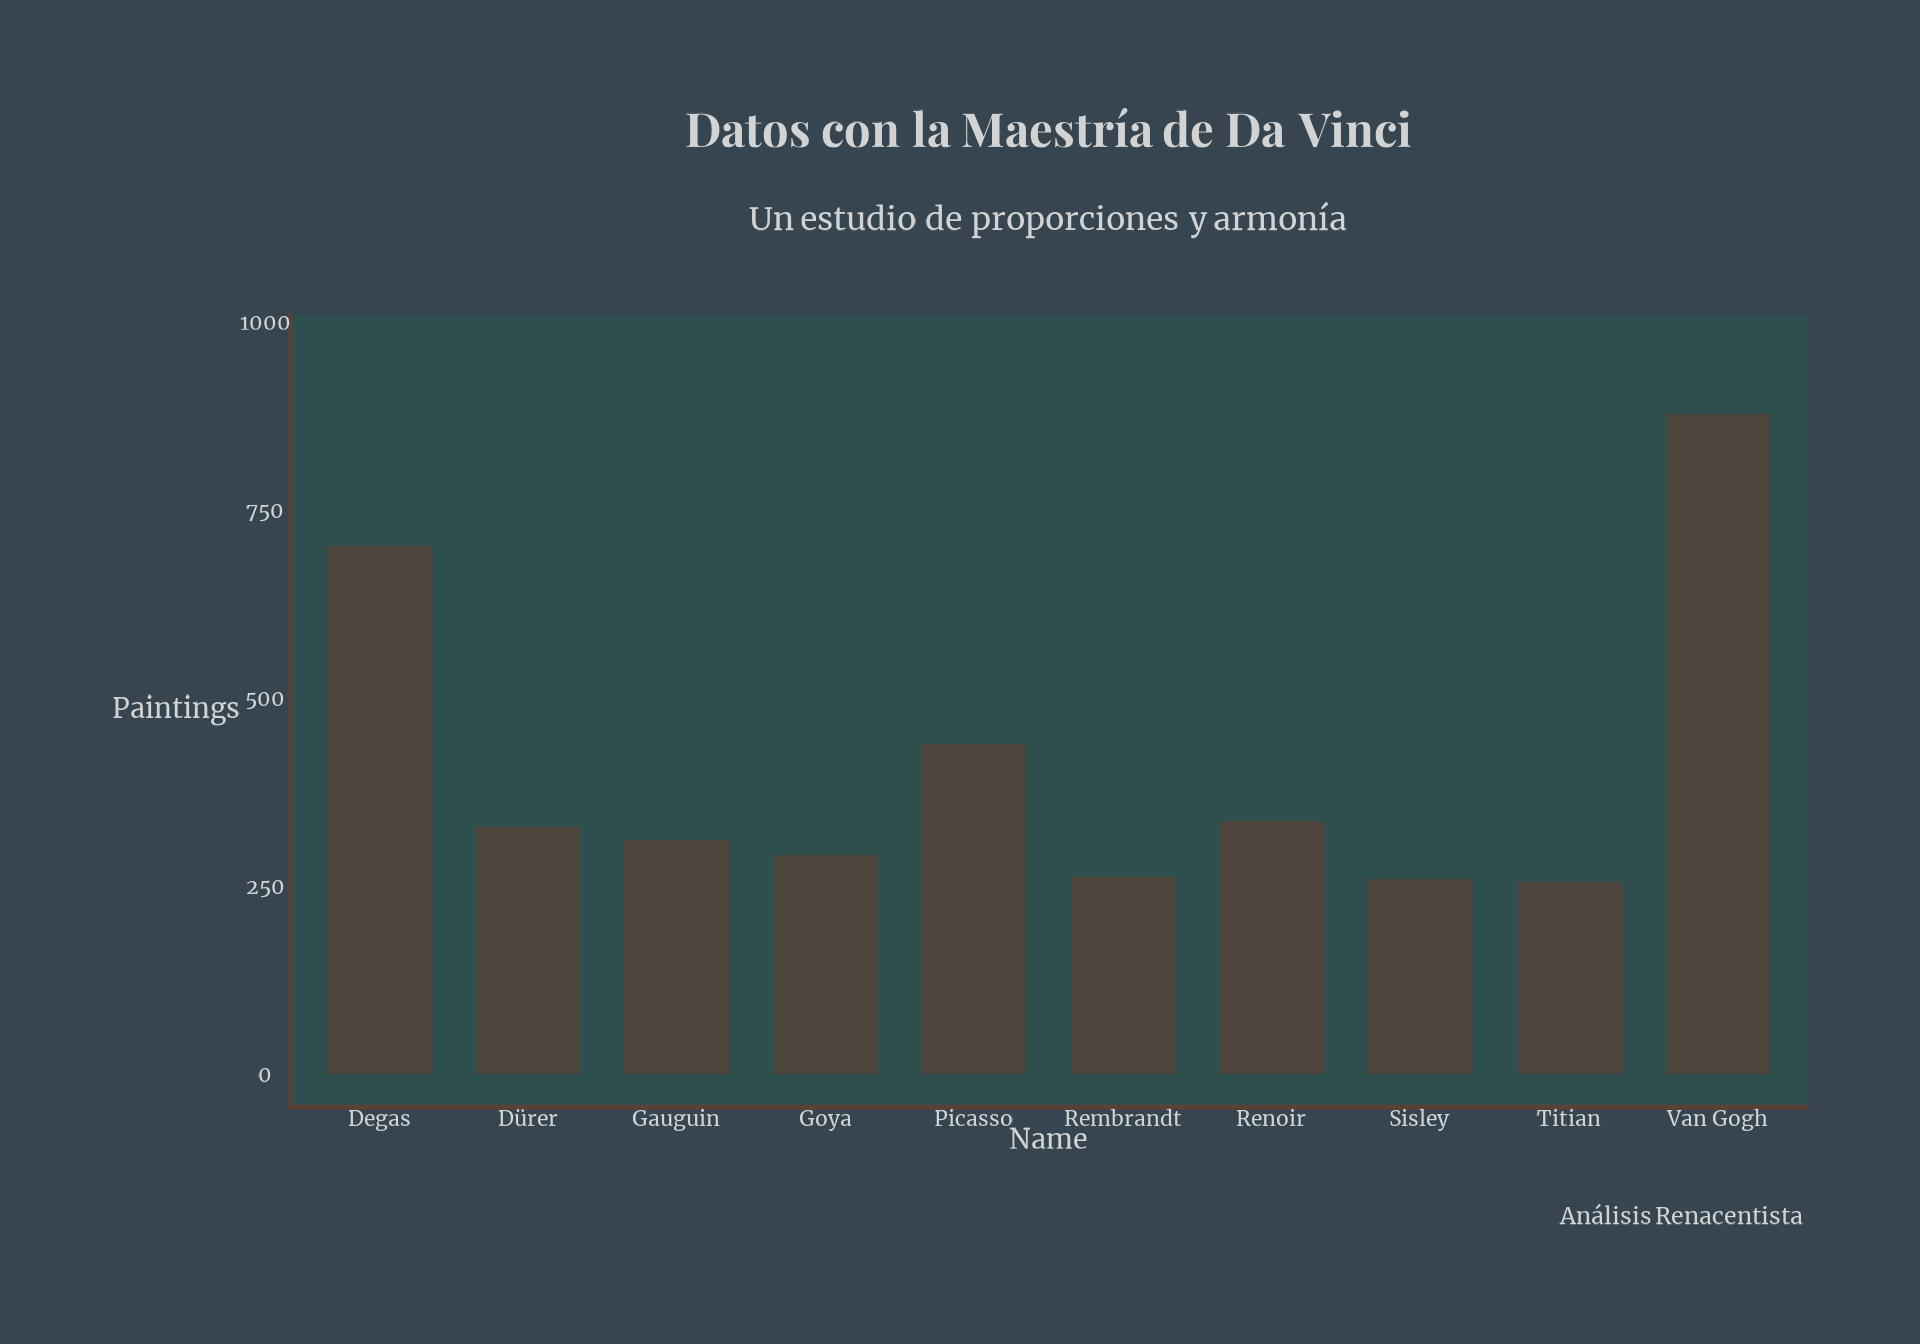 Datos con la Maestría de Da Vinci
Un estudio de proporciones y armonía
1000
750
500
250
0
Paintings
Degas Dürer Gauguin Goya Picasso Rembrandt Renoir Sisley Titian Van Gogh
Name
Análisis Renacentista